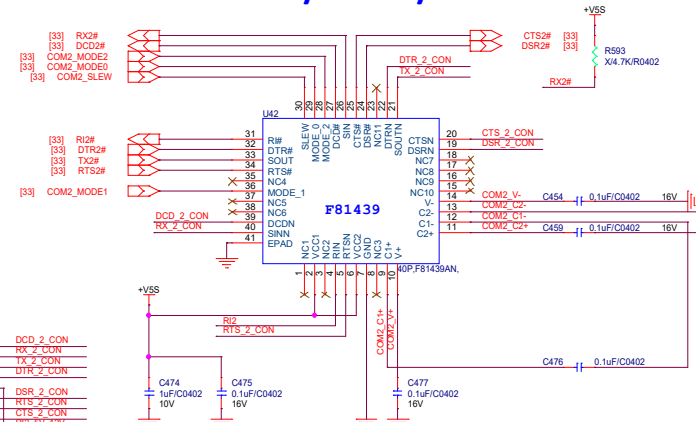 +V5S
[33] RX2#
[33] DCD2#
[33] COM2_MODE2
[33] COM2_MODE0
[33] COM2_SLEW
CTS2# [33]
DSR2# [33]
DTR_2_CON
TX_2_CON
R593
X/4.7K/R0402
RX2#
30
29
28
27
26
25
24
23
22
21
U42
SLEW
MODE_0
MODE_2
DCD#
SIN
CTS#
DSR#
NC11
DTRN
SOUTN
[33] RI2#
[33] DTR2#
[33] TX2#
[33] RTS2#
[33] COM2_MODE1
DCD_2_CON
RX_2_CON
31 RI#
32 DTR#
33 SOUT
34 RTS#
35 NC4
36 MODE_1
37 NC5
38 NC6
39 DCDN
40 SINN
41 EPAD
F81439
CTSN 20 CTS_2_CON
DSRN 19 DSR_2_CON
NC7 18
NC8 17
NC9 16
NC10 15
V- 14 COM2_V-
C2- 13 COM2_C2-
C1- 12 COM2_C1-
C2+ 11 COM2_C2+
C454 0.1uF/C0402 16V
C459 0.1uF/C0402 16V
NC1
VCC1
NC2
RIN
RTSN
VCC2
GND
NC3
C1+
V+
1
2
3
4
5
6
7
8
9
10
40P,F81439AN,
+V5S
RI2
RTS_2_CON
COM2_C1+
COM2_V+
DCD_2_CON
RX_2_CON
TX_2_CON
DTR_2_CON
DSR_2_CON
RTS_2_CON
CTS_2_CON
C476 0.1uF/C0402
C474
1uF/C0402
10V
C475
0.1uF/C0402
16V
C477
0.1uF/C0402
16V